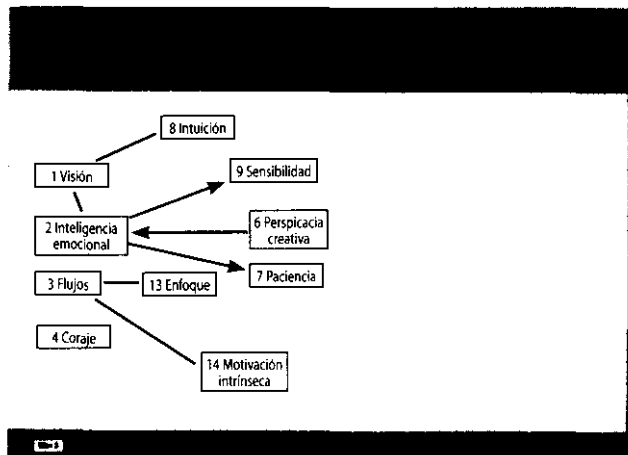 8 Intuición
1 Visión
9 Sensibilidad
2 Inteligencia
emocional
6 Perspicacia
creativa
7 Paciencia
3 Flujos
13 Enfoque
4 Coraje
14 Motivación
intrínseca